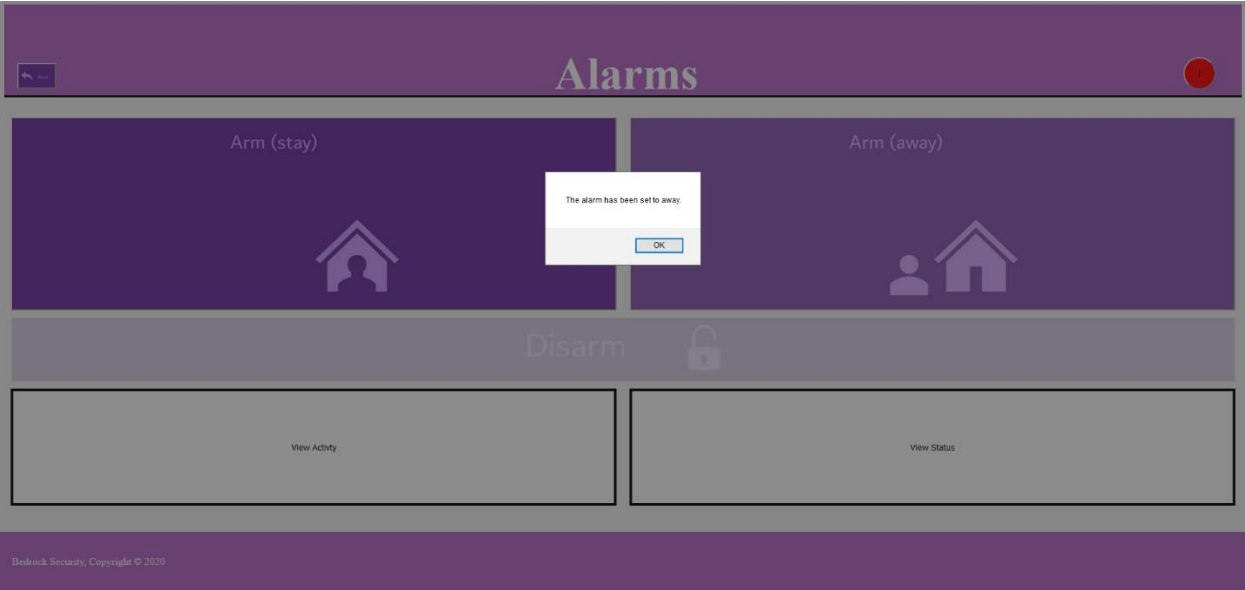 Alarms
Back
Arm (stay)
Arm (away)
The alarm has been set to away.
OK
Disarm
View Activty
View Status
Bedrock Security, Copyright © 2020